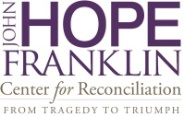 JOHN HOPE
FRANKLIN
Center for Reconciliation
FROM TRAGEDY TO TRIUMPH